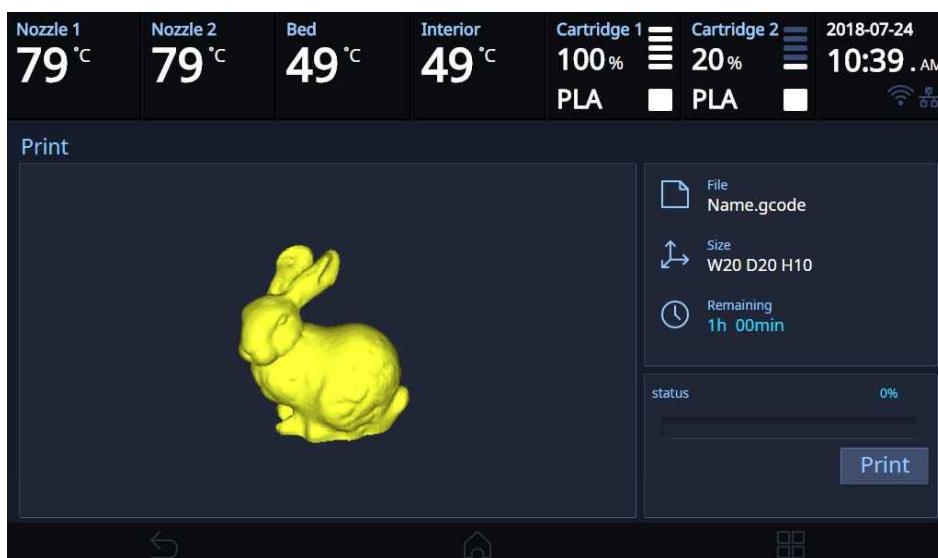 Nozzle 1
79 °C
Nozzle 2
79 °C
Bed
49 °C
Interior
49 °C
Cartridge 1
100 %
PLA
Cartridge 2
20 %
PLA
2018-07-24
10:39 . AM
Print
File
Name.gcode
Size
W20 D20 H10
Remaining
1h 00min
status 0%
Print